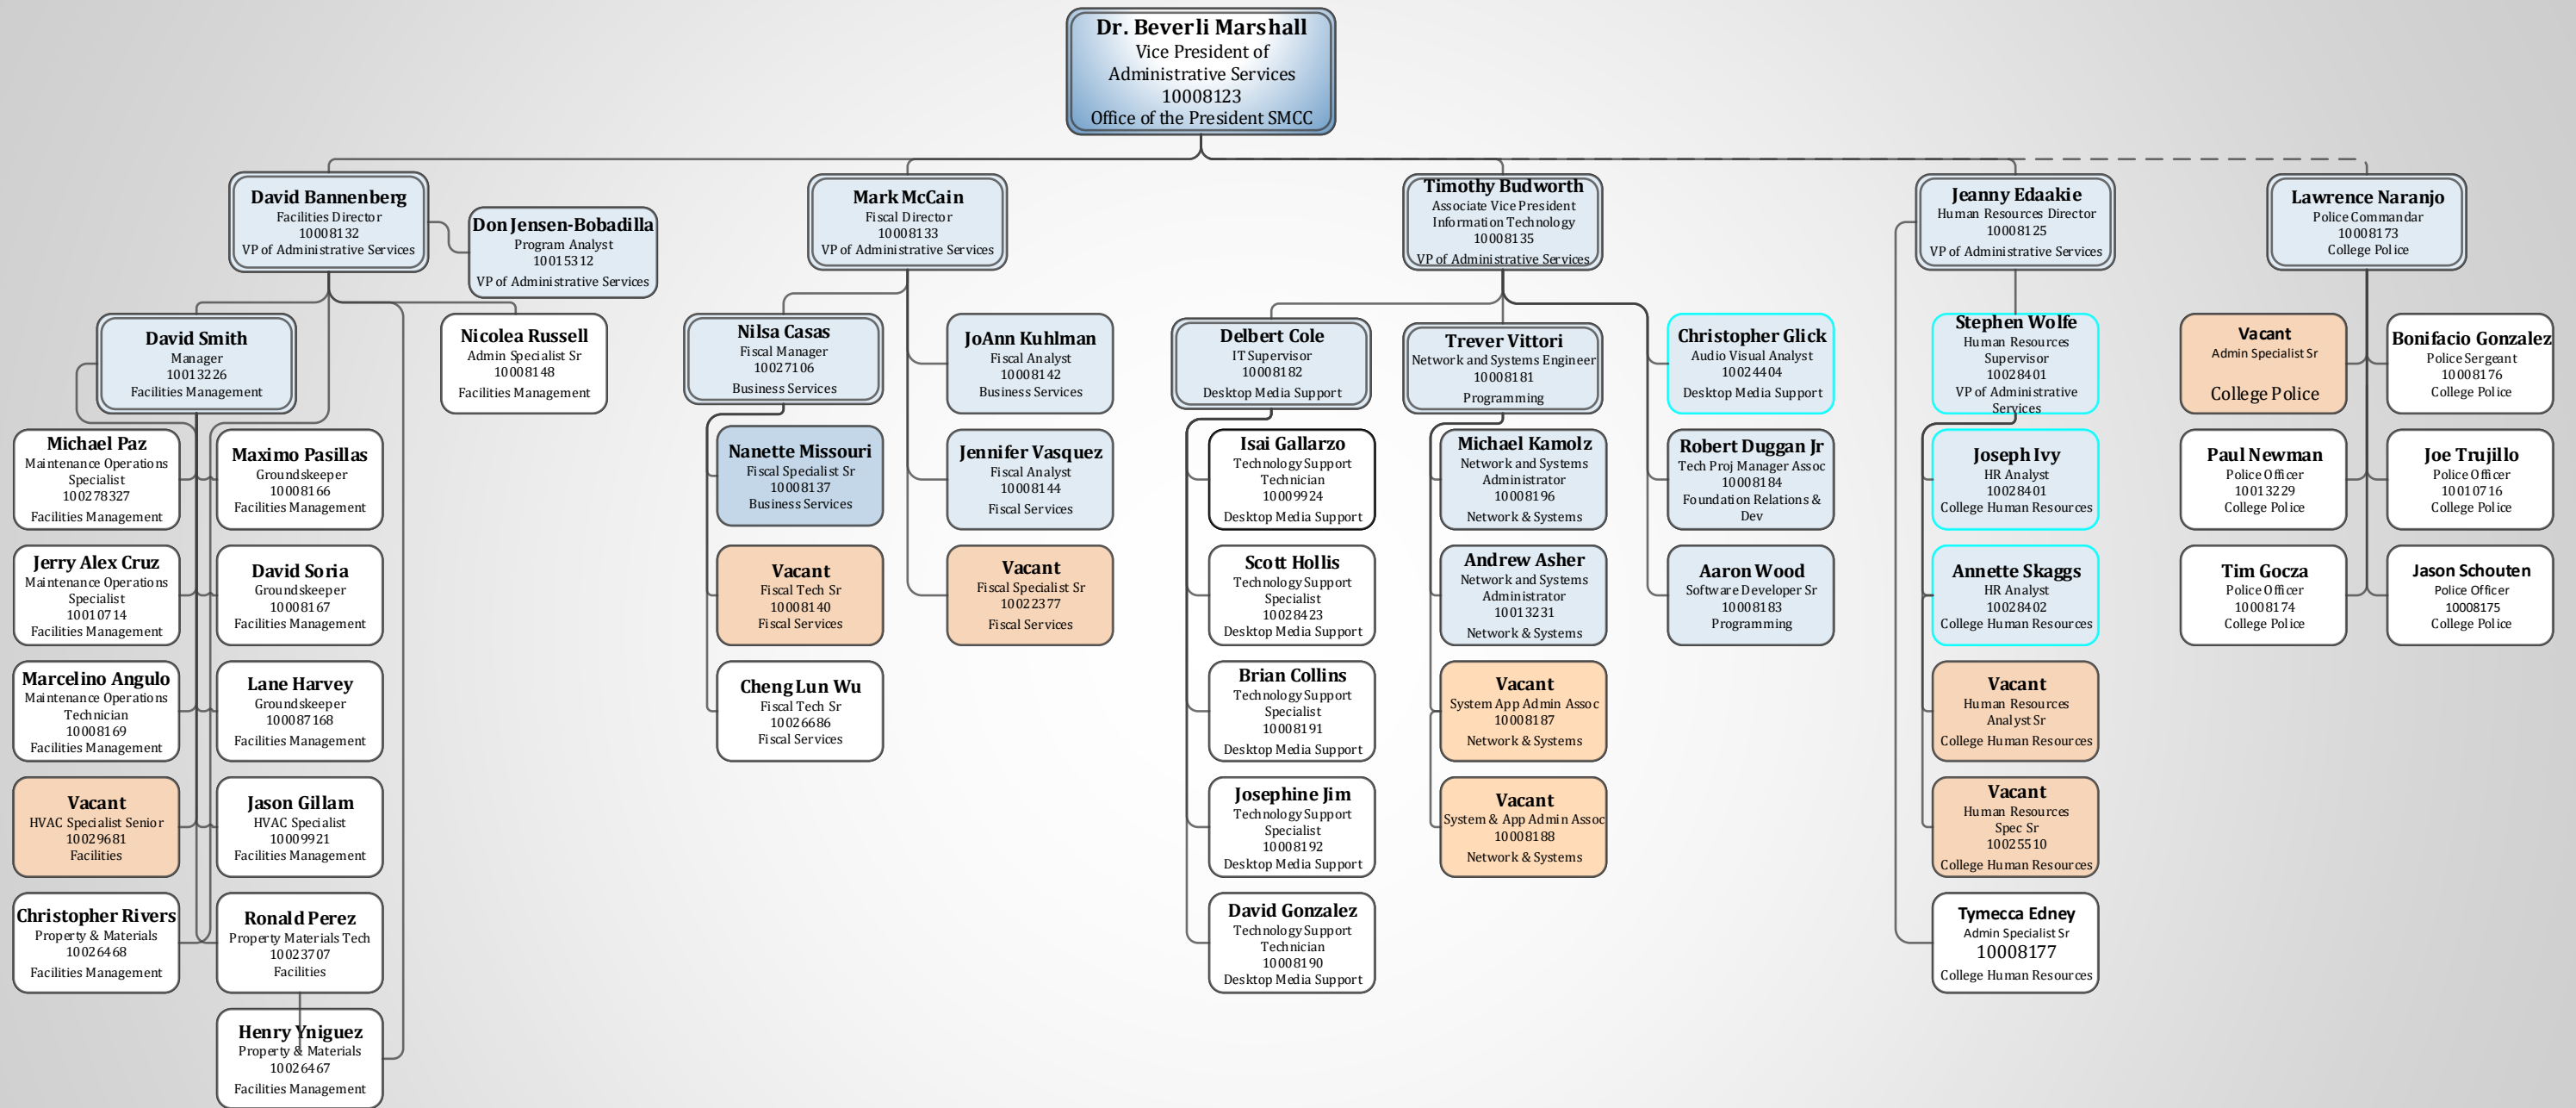 Dr. Beverli Marshall
Vice President of
Administrative Services
10008123
Office of the President SMCC
David Bannenberg
Facilities Director
10008132
VP of Administrative Services
Don Jensen-Bobadilla
Program Analyst
10015312
VP of Administrative Services
Mark McCain
Fiscal Director
10008133
VP of Administrative Services
Timothy Budworth
Associate Vice President
Information Technology
10008135
VP of Administrative Services
Jeanny Edaakie
Human Resources Director
10008125
VP of Administrative Services
Lawrence Naranjo
Police Commandar
10008173
College Police
David Smith
Manager
10013226
Facilities Management
Nicolea Russell
Admin Specialist Sr
10008148
Facilities Management
Nilsa Casas
Fiscal Manager
10027106
Business Services
JoAnn Kuhlman
Fiscal Analyst
10008142
Business Services
Delbert Cole
IT Supervisor
10008182
Desktop Media Support
Trever Vittori
Network and Systems Engineer
10008181
Programming
Christopher Glick
Audio Visual Analyst
10024404
Desktop Media Support
Stephen Wolfe
Human Resources
Supervisor
10028401
VP of Administrative
Services
Vacant
Admin Specialist Sr
College Police
Bonifacio Gonzalez
Police Sergeant
10008176
College Police
Michael Paz
Maintenance Operations
Specialist
100278327
Facilities Management
Maximo Pasillas
Groundskeeper
10008166
Facilities Management
Nanette Missouri
Fiscal Specialist Sr
10008137
Business Services
Jennifer Vasquez
Fiscal Analyst
10008144
Fiscal Services
Isai Gallarzo
Technology Support
Technician
10009924
Desktop Media Support
Michael Kamolz
Network and Systems
Administrator
10008196
Network & Systems
Robert Duggan Jr
Tech Proj Manager Assoc
10008184
Foundation Relations &
Dev
Joseph Ivy
HR Analyst
10028401
College Human Resources
Paul Newman
Police Officer
10013229
College Police
Joe Trujillo
Police Officer
10010716
College Police
Jerry Alex Cruz
Maintenance Operations
Specialist
10010714
Facilities Management
David Soria
Groundskeeper
10008167
Facilities Management
Vacant
Fiscal Tech Sr
10008140
Fiscal Services
Vacant
Fiscal Specialist Sr
10022377
Fiscal Services
Scott Hollis
Technology Support
Specialist
10028423
Desktop Media Support
Andrew Asher
Network and Systems
Administrator
10013231
Network & Systems
Aaron Wood
Software Developer Sr
10008183
Programming
Annette Skaggs
HR Analyst
10028402
College Human Resources
Tim Gocza
Police Officer
10008174
College Police
Jason Schouten
Police Officer
10008175
College Police
Marcelino Angulo
Maintenance Operations
Technician
10008169
Facilities Management
Lane Harvey
Groundskeeper
100087168
Facilities Management
Cheng Lun Wu
Fiscal Tech Sr
10026686
Fiscal Services
Brian Collins
Technology Support
Specialist
10008191
Desktop Media Support
Vacant
System App Admin Assoc
10008187
Network & Systems
Vacant
Human Resources
Analyst Sr
College Human Resources
Vacant
HVAC Specialist Senior
10029681
Facilities
Jason Gillam
HVAC Specialist
10009921
Facilities Management
Josephine Jim
Technology Support
Specialist
10008192
Desktop Media Support
Vacant
System & App Admin Assoc
10008188
Network & Systems
Vacant
Human Resources
Spec Sr
10025510
College Human Resources
Christopher Rivers
Property & Materials
10026468
Facilities Management
Ronald Perez
Property Materials Tech
10023707
Facilities
David Gonzalez
Technology Support
Technician
10008190
Desktop Media Support
Tymecca Edney
Admin Specialist Sr
10008177
College Human Resources
Henry Yniguez
Property & Materials
10026467
Facilities Management